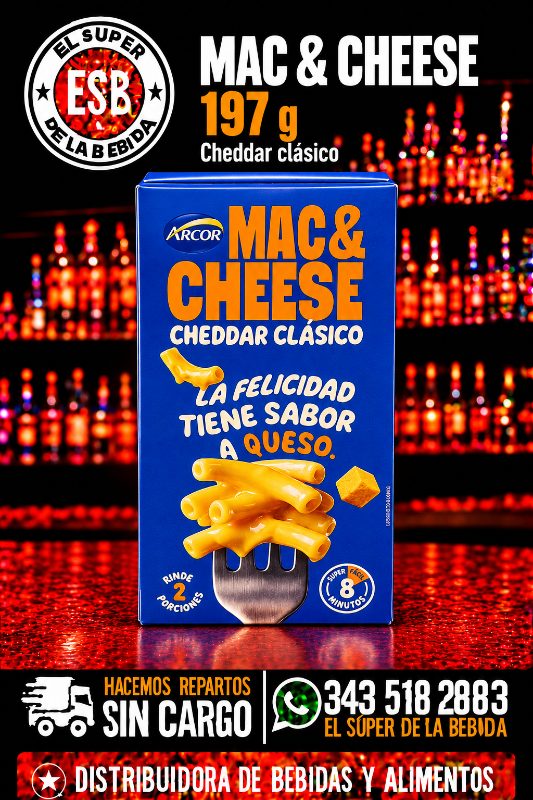 EL SUPER
ESB
DE LA BEBIDA
MAC & CHEESE
197 g
Cheddar clásico
ARCOR
MAC &
CHEESE
CHEDDAR CLÁSICO
LA FELICIDAD
TIENE SABOR
A QUESO.
RINDE
2
PORCIONES
SUPER FÁCIL
8
MINUTOS
HACEMOS REPARTOS
SIN CARGO
343 518 2883
EL SÚPER DE LA BEBIDA
DISTRIBUIDORA DE BEBIDAS Y ALIMENTOS